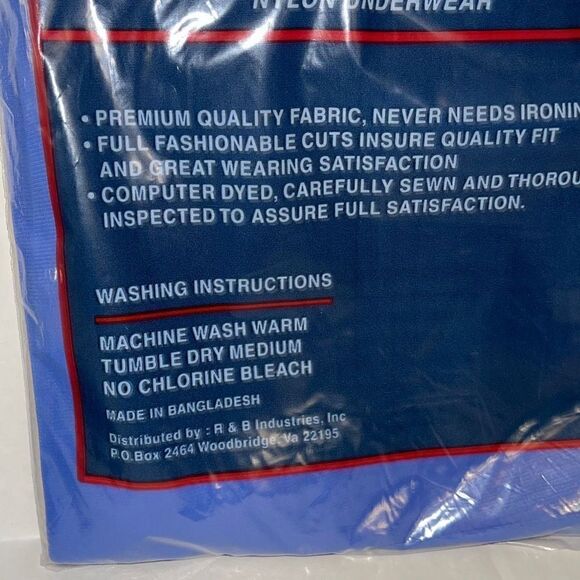 NYLON UNDERWEAR
• PREMIUM QUALITY FABRIC, NEVER NEEDS IRONIN
• FULL FASHIONABLE CUTS INSURE QUALITY FIT
AND GREAT WEARING SATISFACTION
• COMPUTER DYED, CAREFULLY SEWN AND THOROU
INSPECTED TO ASSURE FULL SATISFACTION.
WASHING INSTRUCTIONS
MACHINE WASH WARM
TUMBLE DRY MEDIUM
NO CHLORINE BLEACH
MADE IN BANGLADESH
Distributed by : R & B Industries, Inc
P.O.Box 2464 Woodbridge, Va 22195